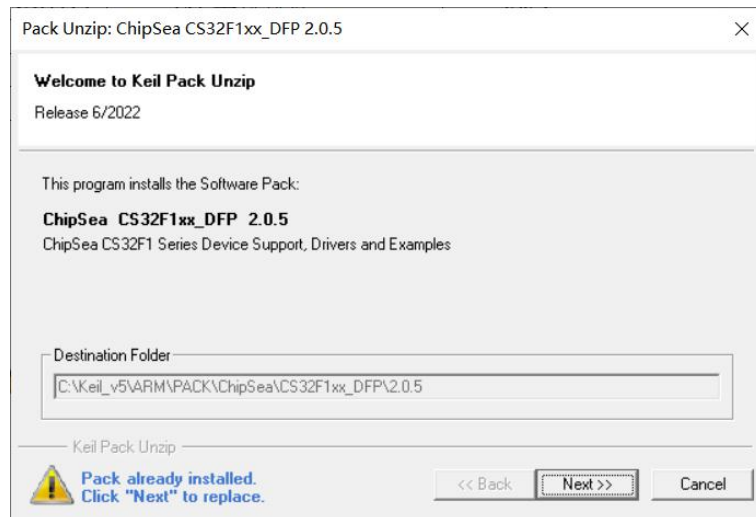 Pack Unzip: ChipSea CS32F1xx_DFP 2.0.5
Welcome to Keil Pack Unzip
Release 6/2022
This program installs the Software Pack:
ChipSea CS32F1xx_DFP 2.0.5
ChipSea CS32F1 Series Device Support, Drivers and Examples
Destination Folder
C:\Keil_v5\ARM\PACK\ChipSea\CS32F1xx_DFP\2.0.5
Keil Pack Unzip
Pack already installed.
Click "Next" to replace.
<< Back
Next >>
Cancel